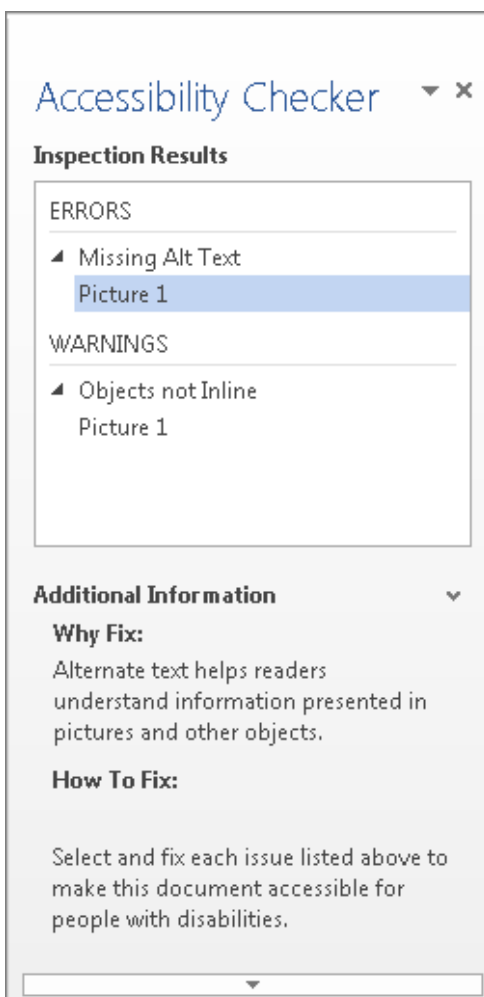 Accessibility Checker
Inspection Results
ERRORS
Missing Alt Text
Picture 1
WARNINGS
Objects not Inline
Picture 1
Additional Information
Why Fix:
Alternate text helps readers
understand information presented in
pictures and other objects.
How To Fix:
Select and fix each issue listed above to
make this document accessible for
people with disabilities.